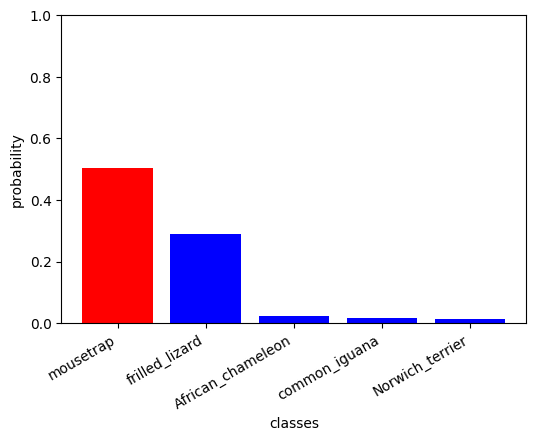 1.0
0.8
0.6
0.4
0.2
0.0
probability
mousetrap
frilled_lizard
African_chameleon
common_iguana
Norwich_terrier
classes